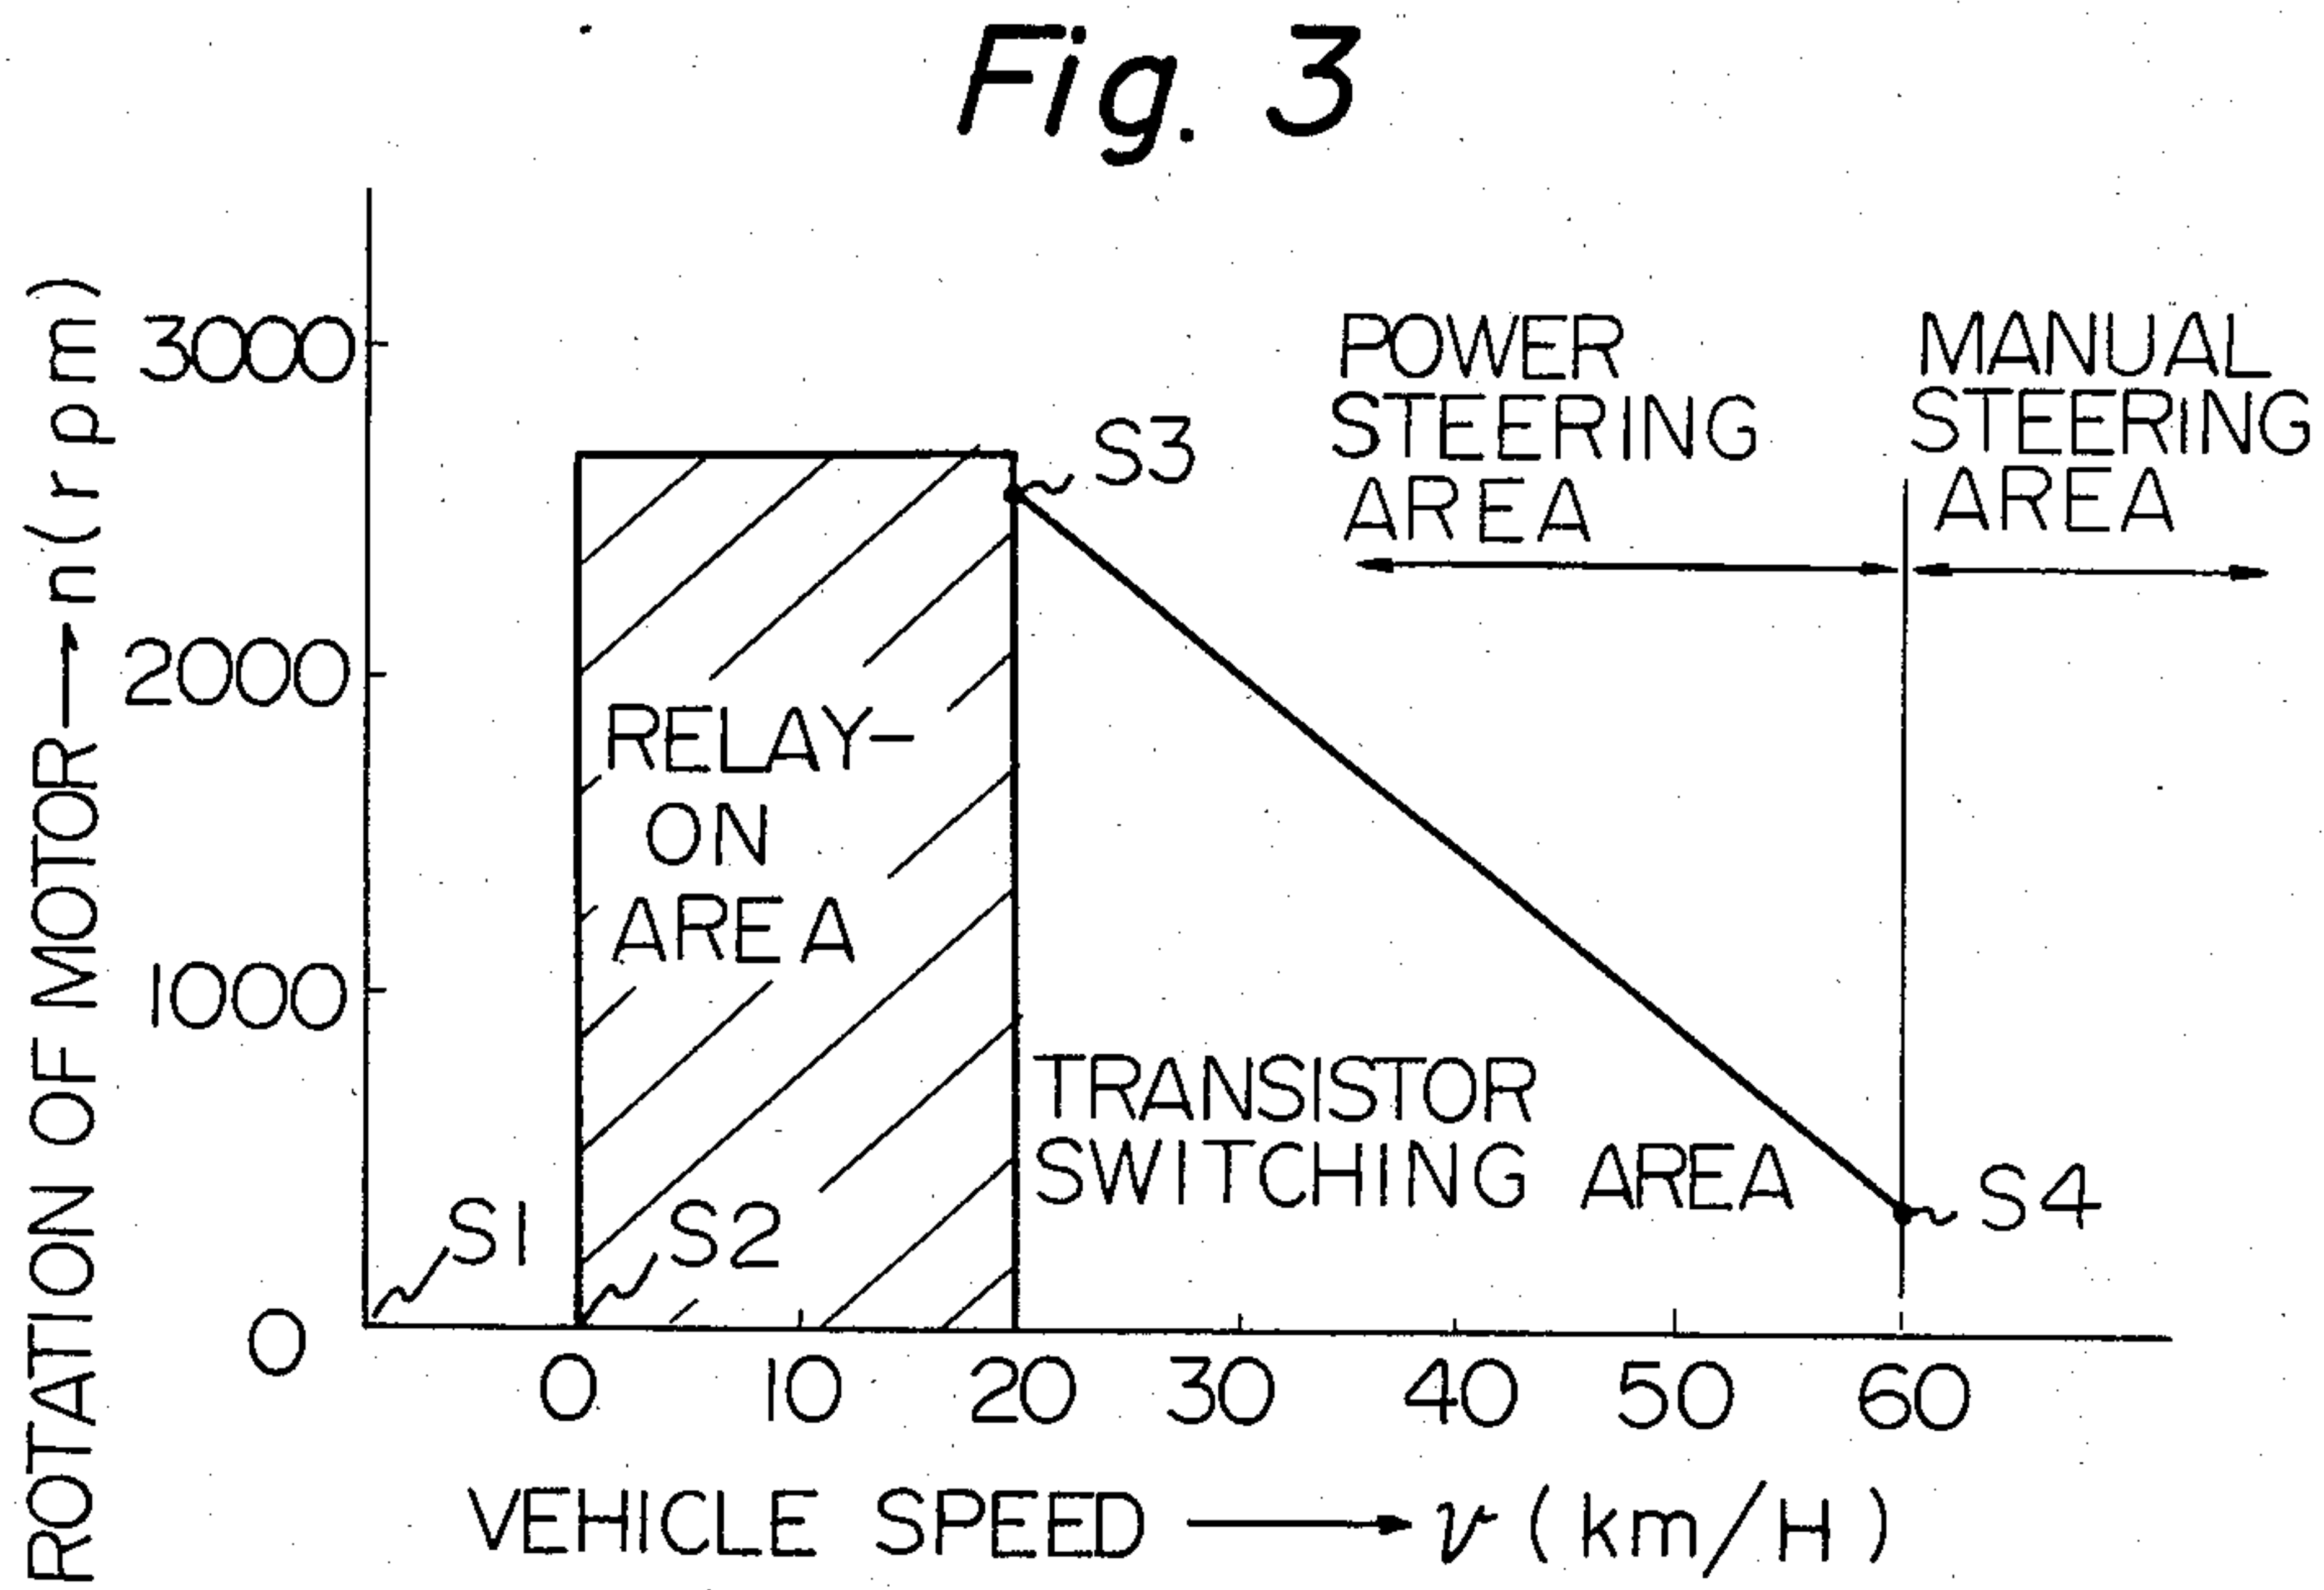 Fig. 3
ROTATION OF MOTOR → n (rpm)
3000
2000
1000
0
POWER
STEERING
AREA
MANUAL
STEERING
AREA
S3
RELAY-
ON
AREA
TRANSISTOR
SWITCHING AREA
S1
S2
S4
0 10 20 30 40 50 60
VEHICLE SPEED → v (km/H)